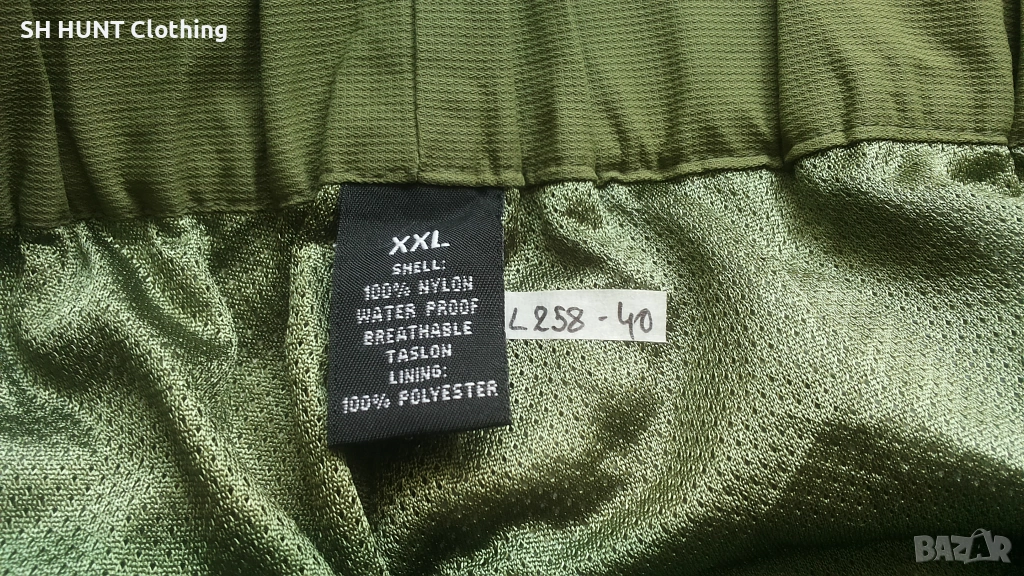 SH HUNT Clothing
XXL
SHELL:
100% NYLON
WATER PROOF
BREATHABLE
TASLON
LINING:
100% POLYESTER
L258-40
BAZAR